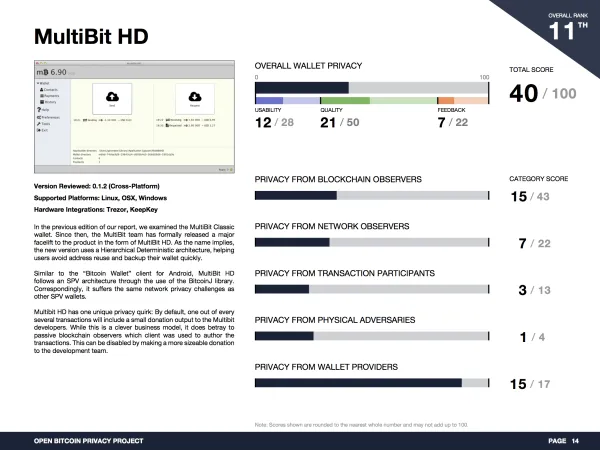 MultiBit HD
OVERALL RANK
11TH
mB 6.90
Version Reviewed: 0.1.2 (Cross-Platform)
Supported Platforms: Linux, OSX, Windows
Hardware Integrations: Trezor, KeepKey
In the previous edition of our report, we examined the MultiBit Classic
wallet. Since then, the MultiBit team has formally released a major
facelift to the product in the form of MultiBit HD. As the name implies,
the new version uses a Hierarchical Deterministic architecture, helping
users avoid address reuse and backup their wallet quickly.
Similar to the "Bitcoin Wallet" client for Android, MultiBit HD
follows an SPV architecture through the use of the BitcoinJ library.
Correspondingly, it suffers the same network privacy challenges as
other SPV wallets.
Multibit HD has one unique privacy quirk: By default, one out of every
several transactions will include a small donation output to the Multibit
developers. While this is a clever business model, it does betray to
passive blockchain observers which client was used to author the
transactions. This can be disabled by making a more sizeable donation
to the development team.
OVERALL WALLET PRIVACY
0
100
USABILITY
QUALITY
FEEDBACK
12 / 28
21 / 50
7 / 22
TOTAL SCORE
40 / 100
PRIVACY FROM BLOCKCHAIN OBSERVERS
CATEGORY SCORE
15 / 43
PRIVACY FROM NETWORK OBSERVERS
7 / 22
PRIVACY FROM TRANSACTION PARTICIPANTS
3 / 13
PRIVACY FROM PHYSICAL ADVERSARIES
1 / 4
PRIVACY FROM WALLET PROVIDERS
15 / 17
Note: Scores shown are rounded to the nearest whole number and may not add up to 100.
OPEN BITCOIN PRIVACY PROJECT
PAGE 14